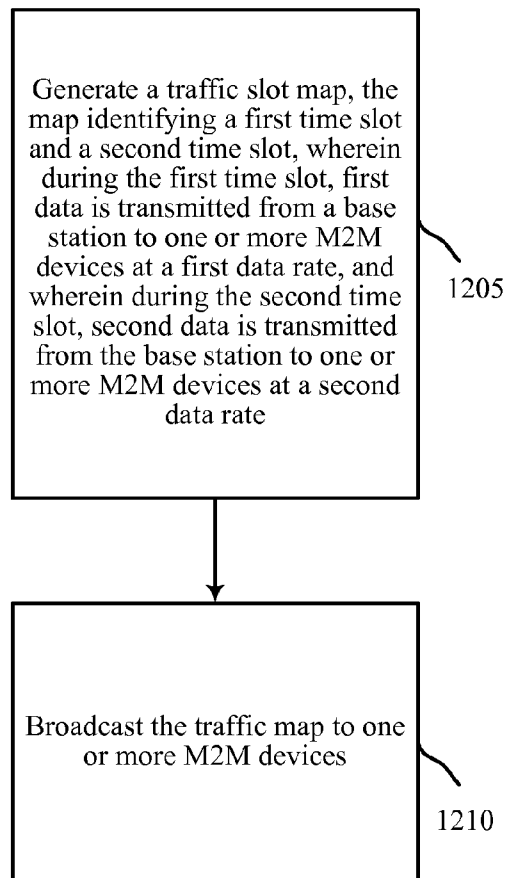 Generate a traffic slot map, the
map identifying a first time slot
and a second time slot, wherein
during the first time slot, first
data is transmitted from a base
station to one or more M2M
devices at a first data rate, and
wherein during the second time
slot, second data is transmitted
from the base station to one or
more M2M devices at a second
data rate
1205
Broadcast the traffic map to one
or more M2M devices
1210